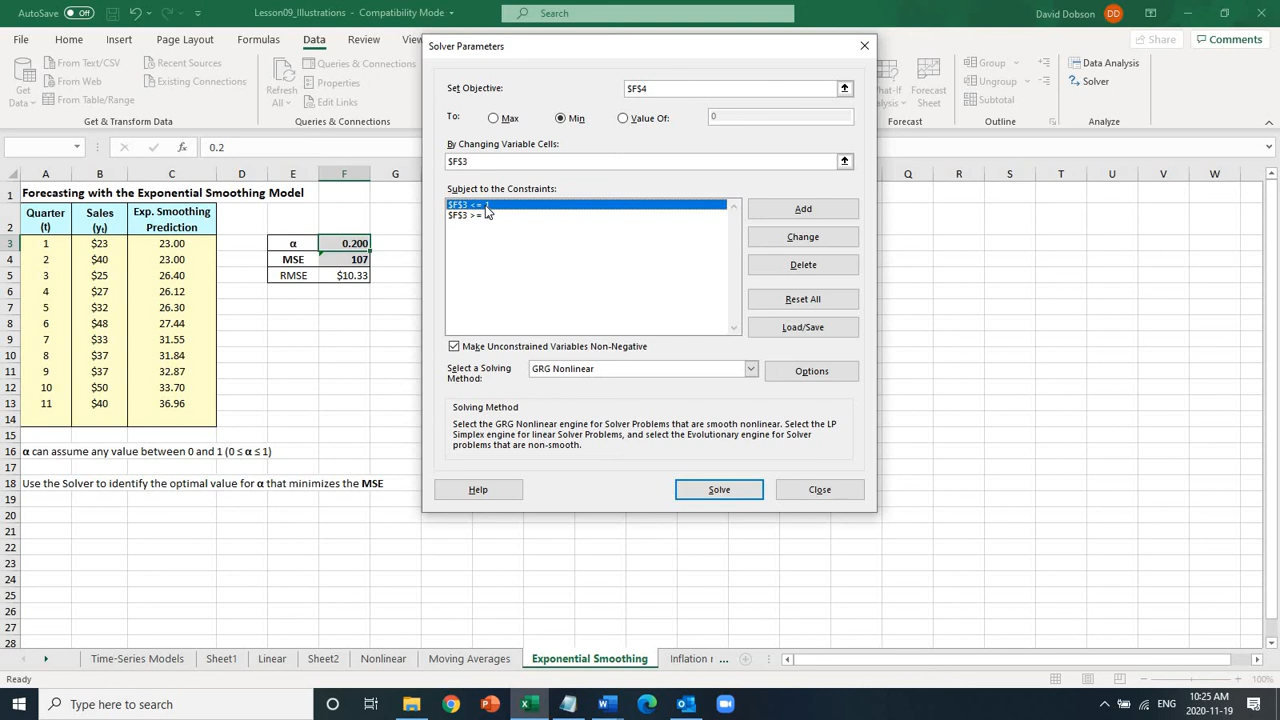 AutoSave Off Lesson09_Illustrations - Compatibility Mode Search David Dobson DD
File Home Insert Page Layout Formulas Data Review Share Comments
Get Data From Text/CSV From Web From Table/Range Recent Sources Existing Connections
Get & Transform Data
Refresh All Queries & Connections Properties Edit Links
Queries & Connections
What-If Forecast Sheet
Forecast
Group Ungroup Subtotal
Outline
Data Analysis Solver
Analyze
fx 0.2
A B C D E F G Q R S T U V W
1 Forecasting with the Exponential Smoothing Model
2 Quarter (t) Sales (yt) Exp. Smoothing Prediction
3 1 $23 23.00 α 0.200
4 2 $40 23.00 MSE 107
5 3 $25 26.40 RMSE $10.33
6 4 $27 26.12
7 5 $32 26.30
8 6 $48 27.44
9 7 $33 31.55
10 8 $37 31.84
11 9 $37 32.87
12 10 $50 33.70
13 11 $40 36.96
14
15
16 α can assume any value between 0 and 1 (0 ≤ α ≤ 1)
17
18 Use the Solver to identify the optimal value for α that minimizes the MSE
19
20
21
22
23
24
25
26
27
28
Solver Parameters
Set Objective: $F$4
To: Max Min Value Of: 0
By Changing Variable Cells:
$F$3
Subject to the Constraints:
$F$3 <= 1
$F$3 >=
Add
Change
Delete
Reset All
Load/Save
Make Unconstrained Variables Non-Negative
Select a Solving Method: GRG Nonlinear Options
Solving Method
Select the GRG Nonlinear engine for Solver Problems that are smooth nonlinear. Select the LP
Simplex engine for linear Solver Problems, and select the Evolutionary engine for Solver
problems that are non-smooth.
Help Solve Close
Time-Series Models Sheet1 Linear Sheet2 Nonlinear Moving Averages Exponential Smoothing Inflation r ...
Ready 100%
Type here to search ENG 10:25 AM
2020-11-19